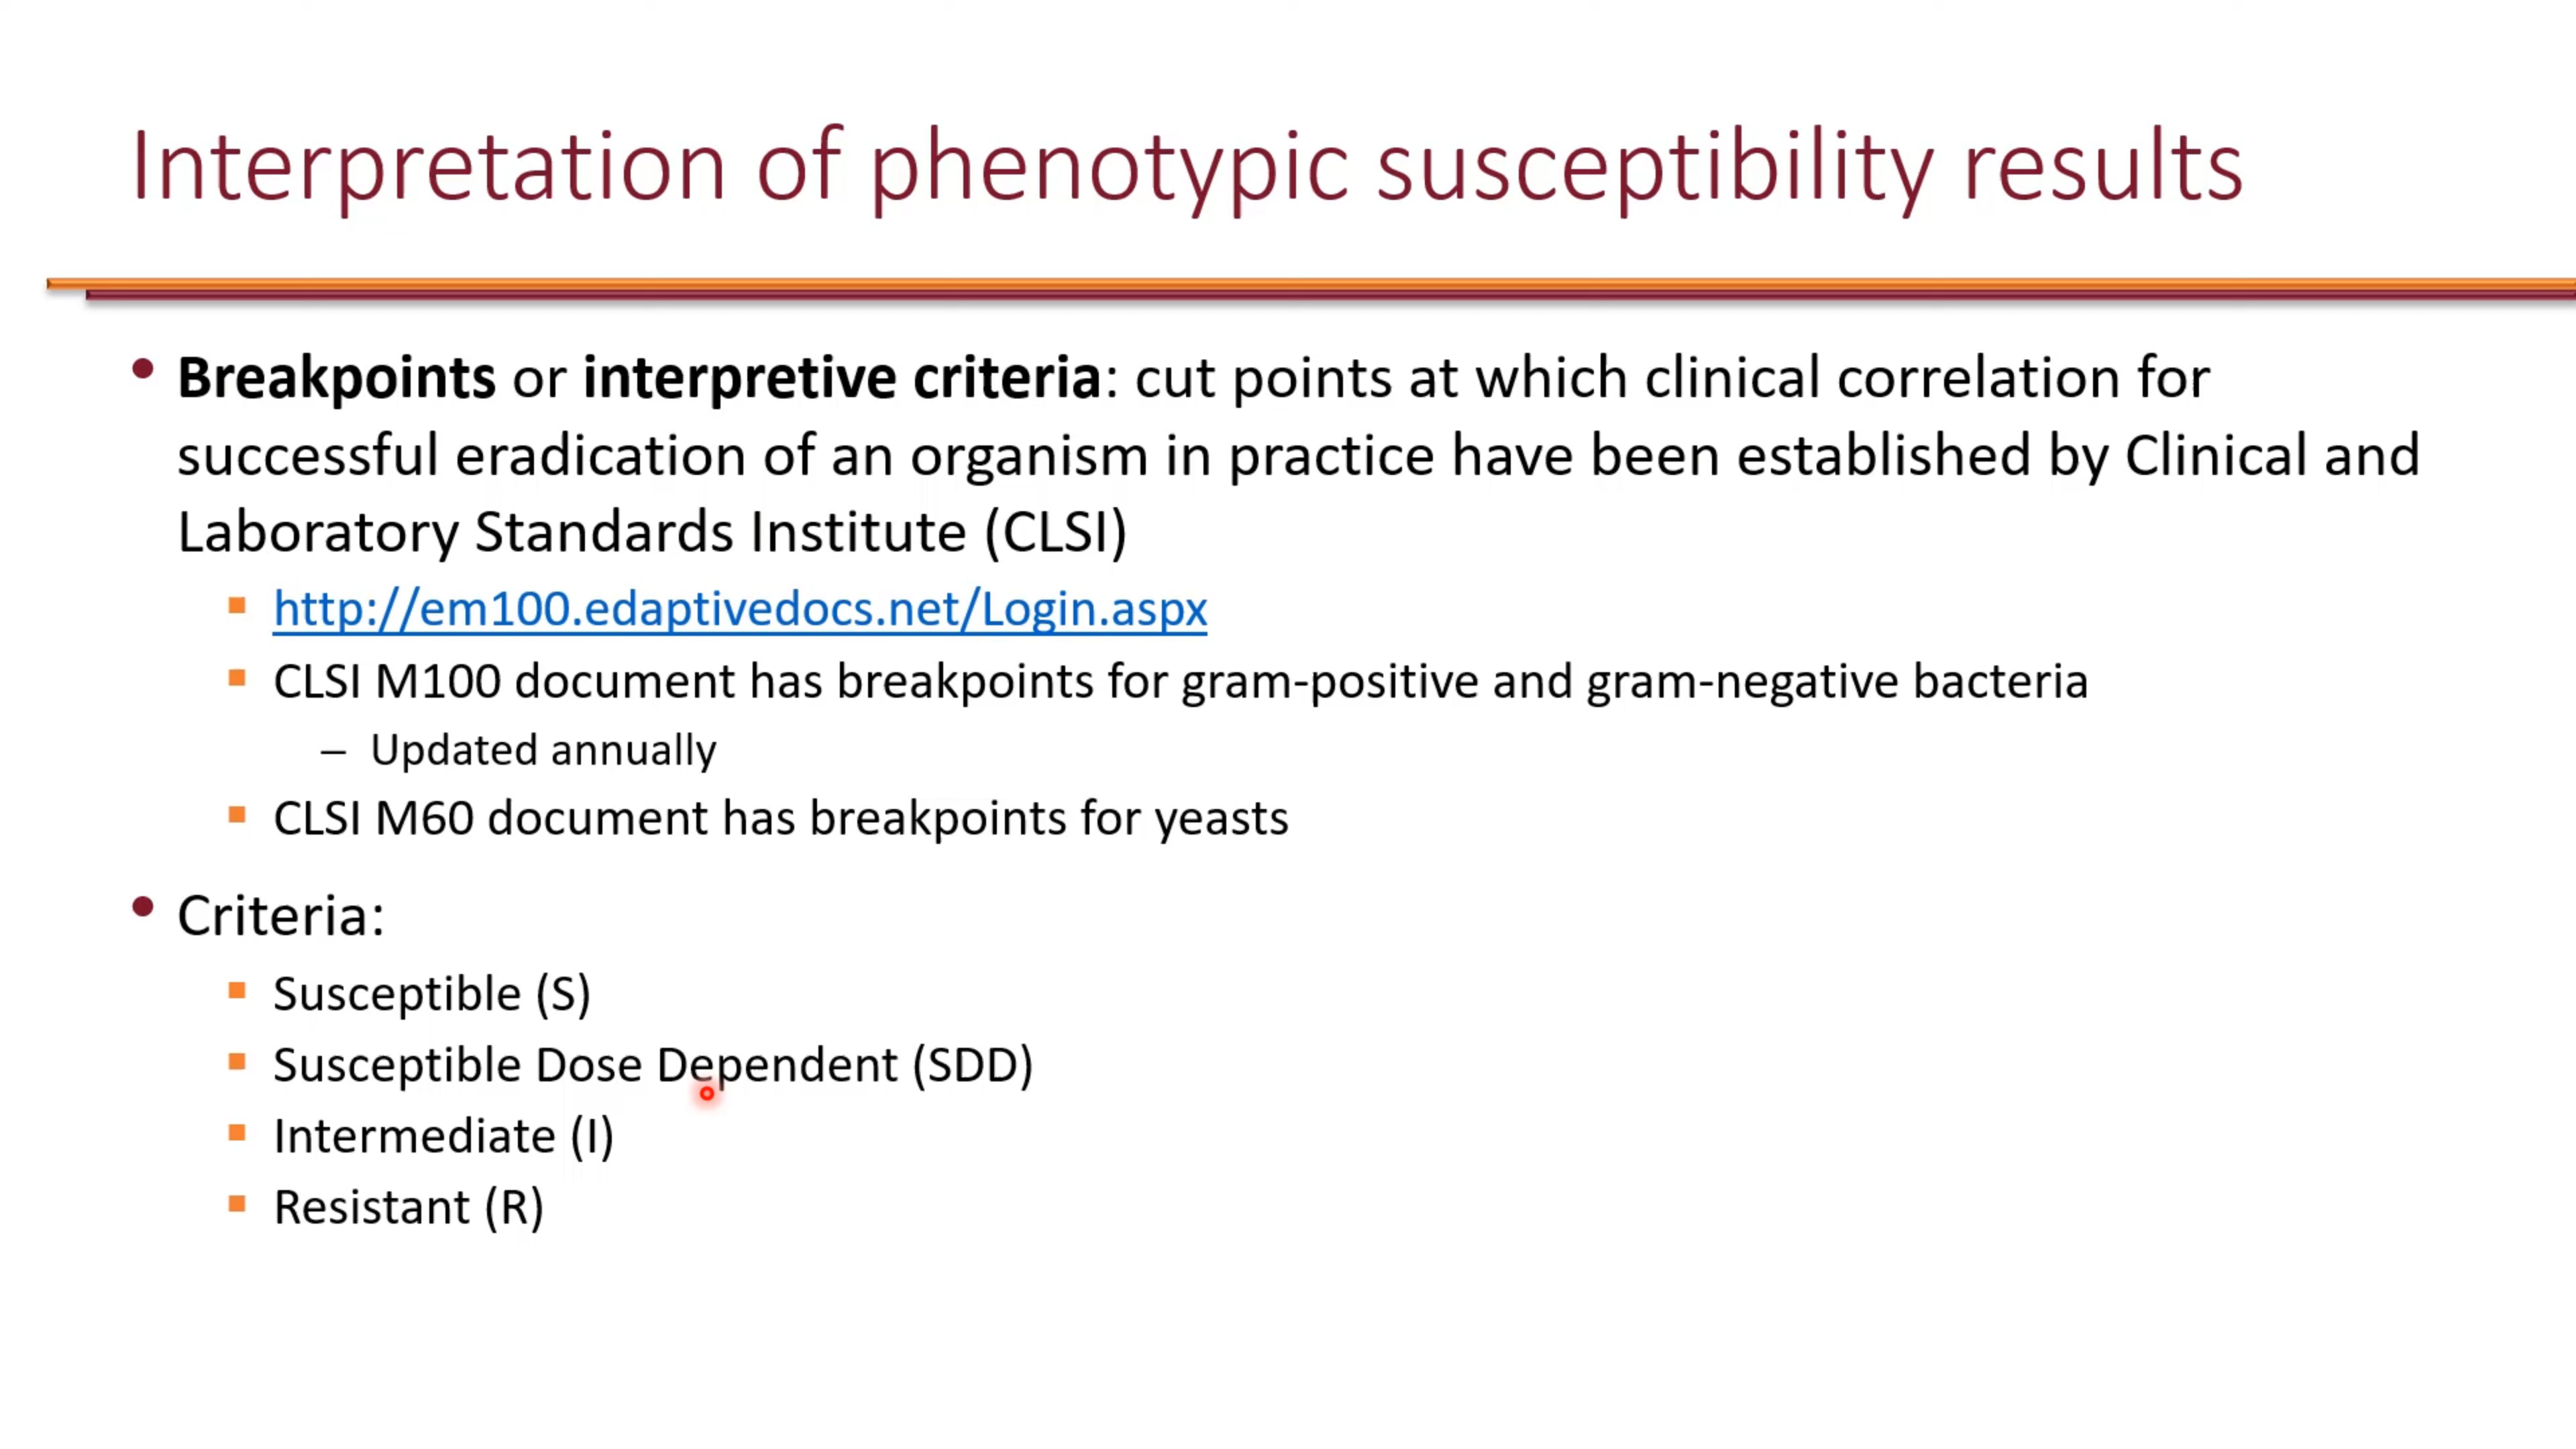 Interpretation of phenotypic susceptibility results
• Breakpoints or interpretive criteria: cut points at which clinical correlation for
successful eradication of an organism in practice have been established by Clinical and
Laboratory Standards Institute (CLSI)
▪ http://em100.edaptivedocs.net/Login.aspx
▪ CLSI M100 document has breakpoints for gram-positive and gram-negative bacteria
– Updated annually
▪ CLSI M60 document has breakpoints for yeasts
• Criteria:
▪ Susceptible (S)
▪ Susceptible Dose Dependent (SDD)
▪ Intermediate (I)
▪ Resistant (R)